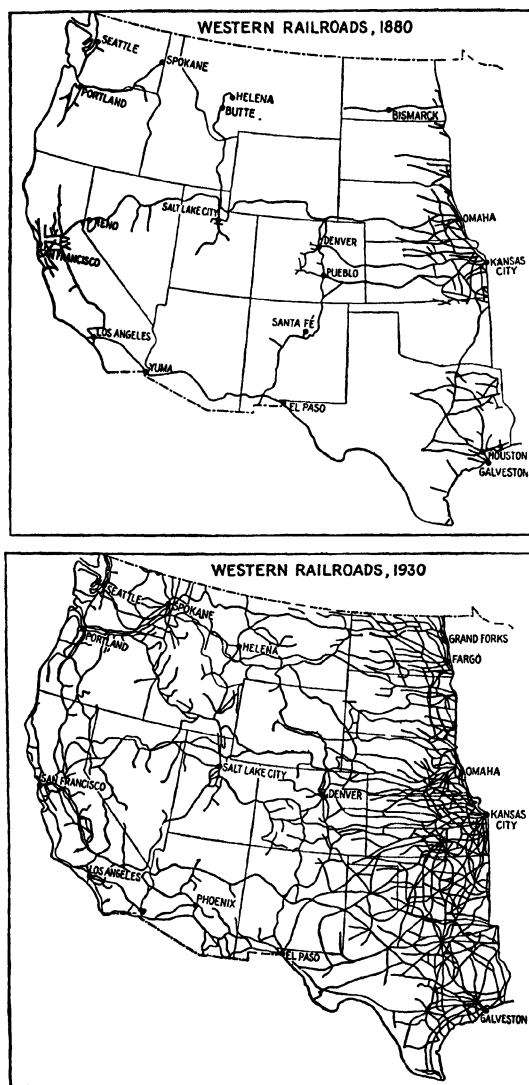 WESTERN RAILROADS, 1880
SEATTLE
SPOKANE
PORTLAND
HELENA
BUTTE
BISMARCK
RENO
SALT LAKE CITY
OMAHA
SAN FRANCISCO
DENVER
KANSAS
CITY
PUEBLO
SANTA FÉ
LOS ANGELES
YUMA
EL PASO
HOUSTON
GALVESTON
WESTERN RAILROADS, 1930
SEATTLE
SPOKANE
GRAND FORKS
PORTLAND
HELENA
FARGO
SALT LAKE CITY
OMAHA
SAN FRANCISCO
DENVER
KANSAS
CITY
LOS ANGELES
PHOENIX
EL PASO
GALVESTON